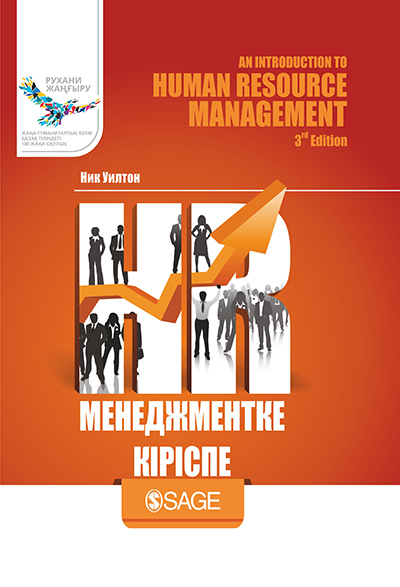 РУХАНИ
ЖАҢҒЫРУ
ЖАҢА ГУМАНИТАРЛЫҚ БІЛІМ.
ҚАЗАҚ ТІЛІНДЕГІ
100 ЖАҢА ОҚУЛЫҚ
AN INTRODUCTION TO
HUMAN RESOURCE
MANAGEMENT
3rd Edition
Ник Уилтон
HR
МЕНЕДЖМЕНТКЕ
КІРІСПЕ
SSAGE